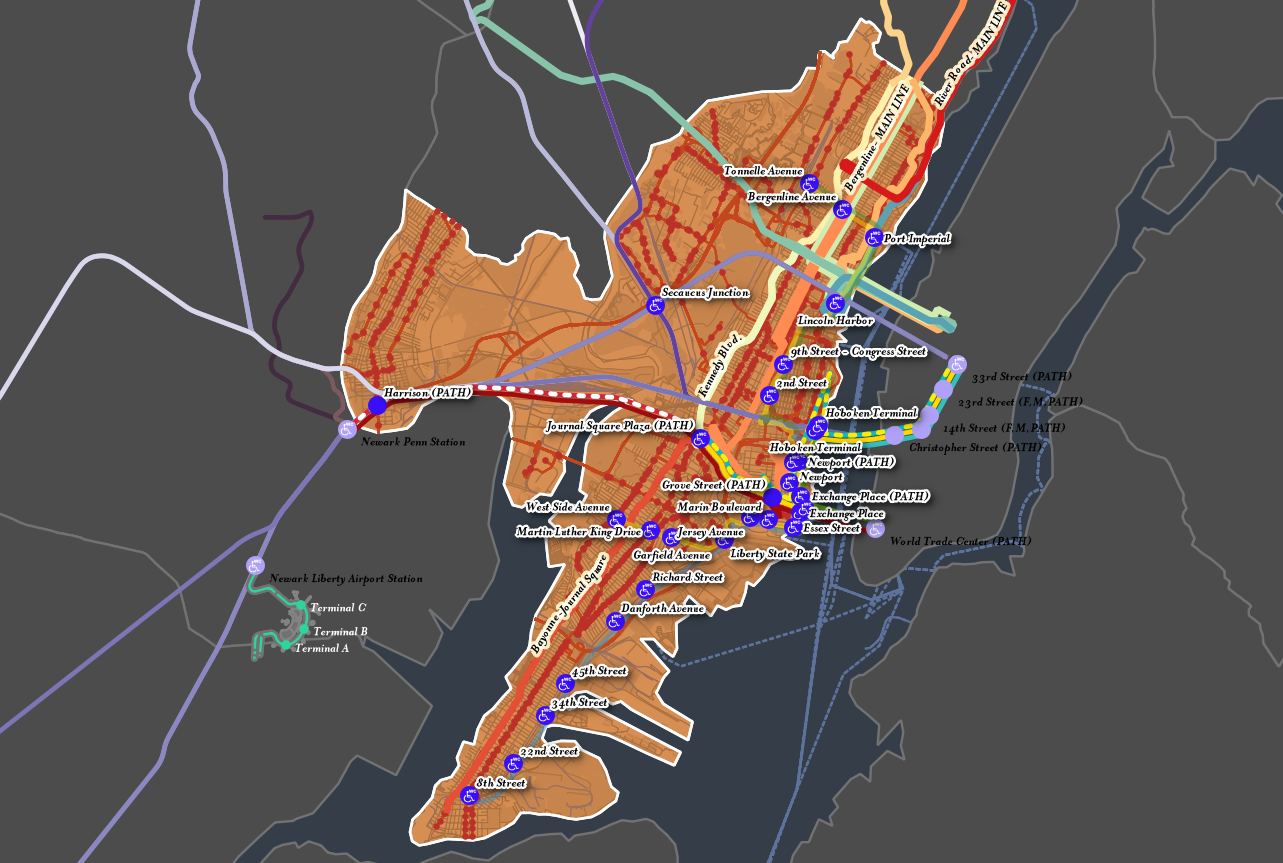 River Road- MAIN LINE
Bergenline- MAIN LINE
Tonnelle Avenue
Bergenline Avenue
Port Imperial
Secaucus Junction
Lincoln Harbor
Kennedy Blvd.
9th Street - Congress Street
33rd Street (PATH)
2nd Street
Harrison (PATH)
23rd Street (F.M. PATH)
Hoboken Terminal
Journal Square Plaza (PATH)
14th Street (F.M. PATH)
Newark Penn Station
Hoboken Terminal
Christopher Street (PATH)
Newport (PATH)
Newport
Grove Street (PATH)
Exchange Place (PATH)
West Side Avenue
Marin Boulevard
Exchange Place
Martin Luther King Drive
Jersey Avenue
Essex Street
World Trade Center (PATH)
Garfield Avenue
Liberty State Park
Newark Liberty Airport Station
Richard Street
Bayonne-Journal Square
Terminal C
Danforth Avenue
Terminal B
Terminal A
45th Street
34th Street
22nd Street
8th Street